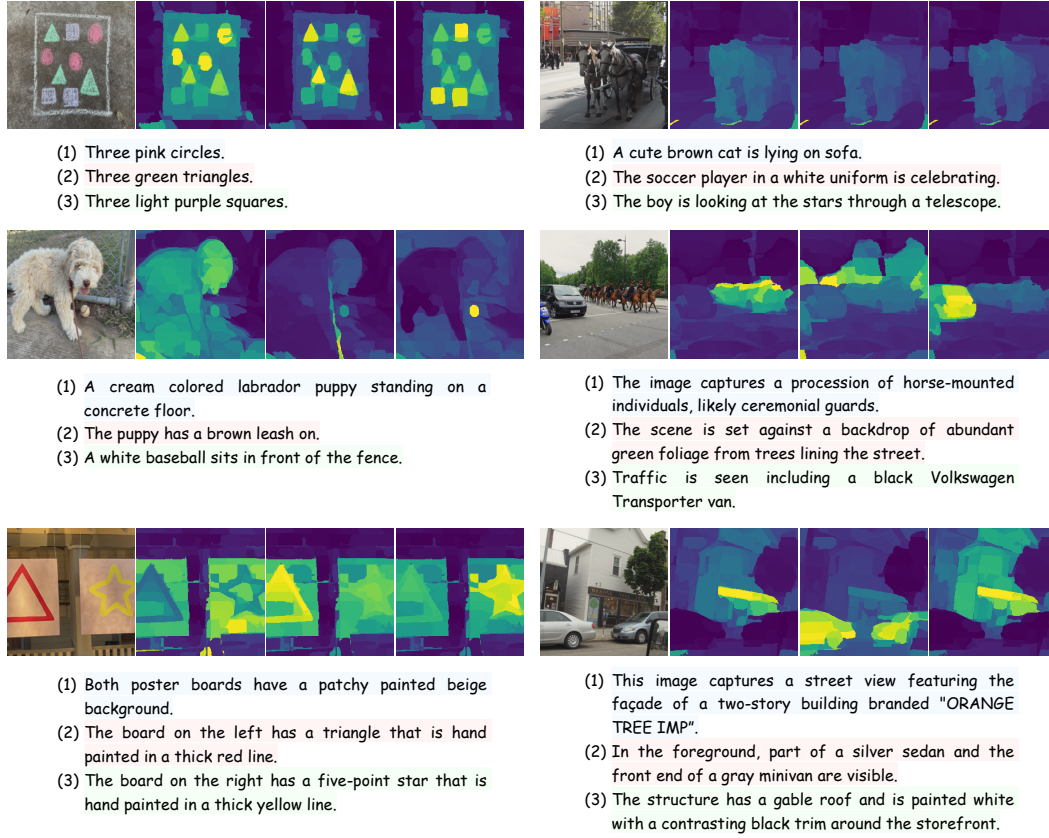 (1) Three pink circles.
(2) Three green triangles.
(3) Three light purple squares.
(1) A cute brown cat is lying on sofa.
(2) The soccer player in a white uniform is celebrating.
(3) The boy is looking at the stars through a telescope.
(1) A cream colored labrador puppy standing on a
concrete floor.
(2) The puppy has a brown leash on.
(3) A white baseball sits in front of the fence.
(1) The image captures a procession of horse-mounted
individuals, likely ceremonial guards.
(2) The scene is set against a backdrop of abundant
green foliage from trees lining the street.
(3) Traffic is seen including a black Volkswagen
Transporter van.
(1) Both poster boards have a patchy painted beige
background.
(2) The board on the left has a triangle that is hand
painted in a thick red line.
(3) The board on the right has a five-point star that is
hand painted in a thick yellow line.
(1) This image captures a street view featuring the
façade of a two-story building branded "ORANGE
TREE IMP”.
(2) In the foreground, part of a silver sedan and the
front end of a gray minivan are visible.
(3) The structure has a gable roof and is painted white
with a contrasting black trim around the storefront.